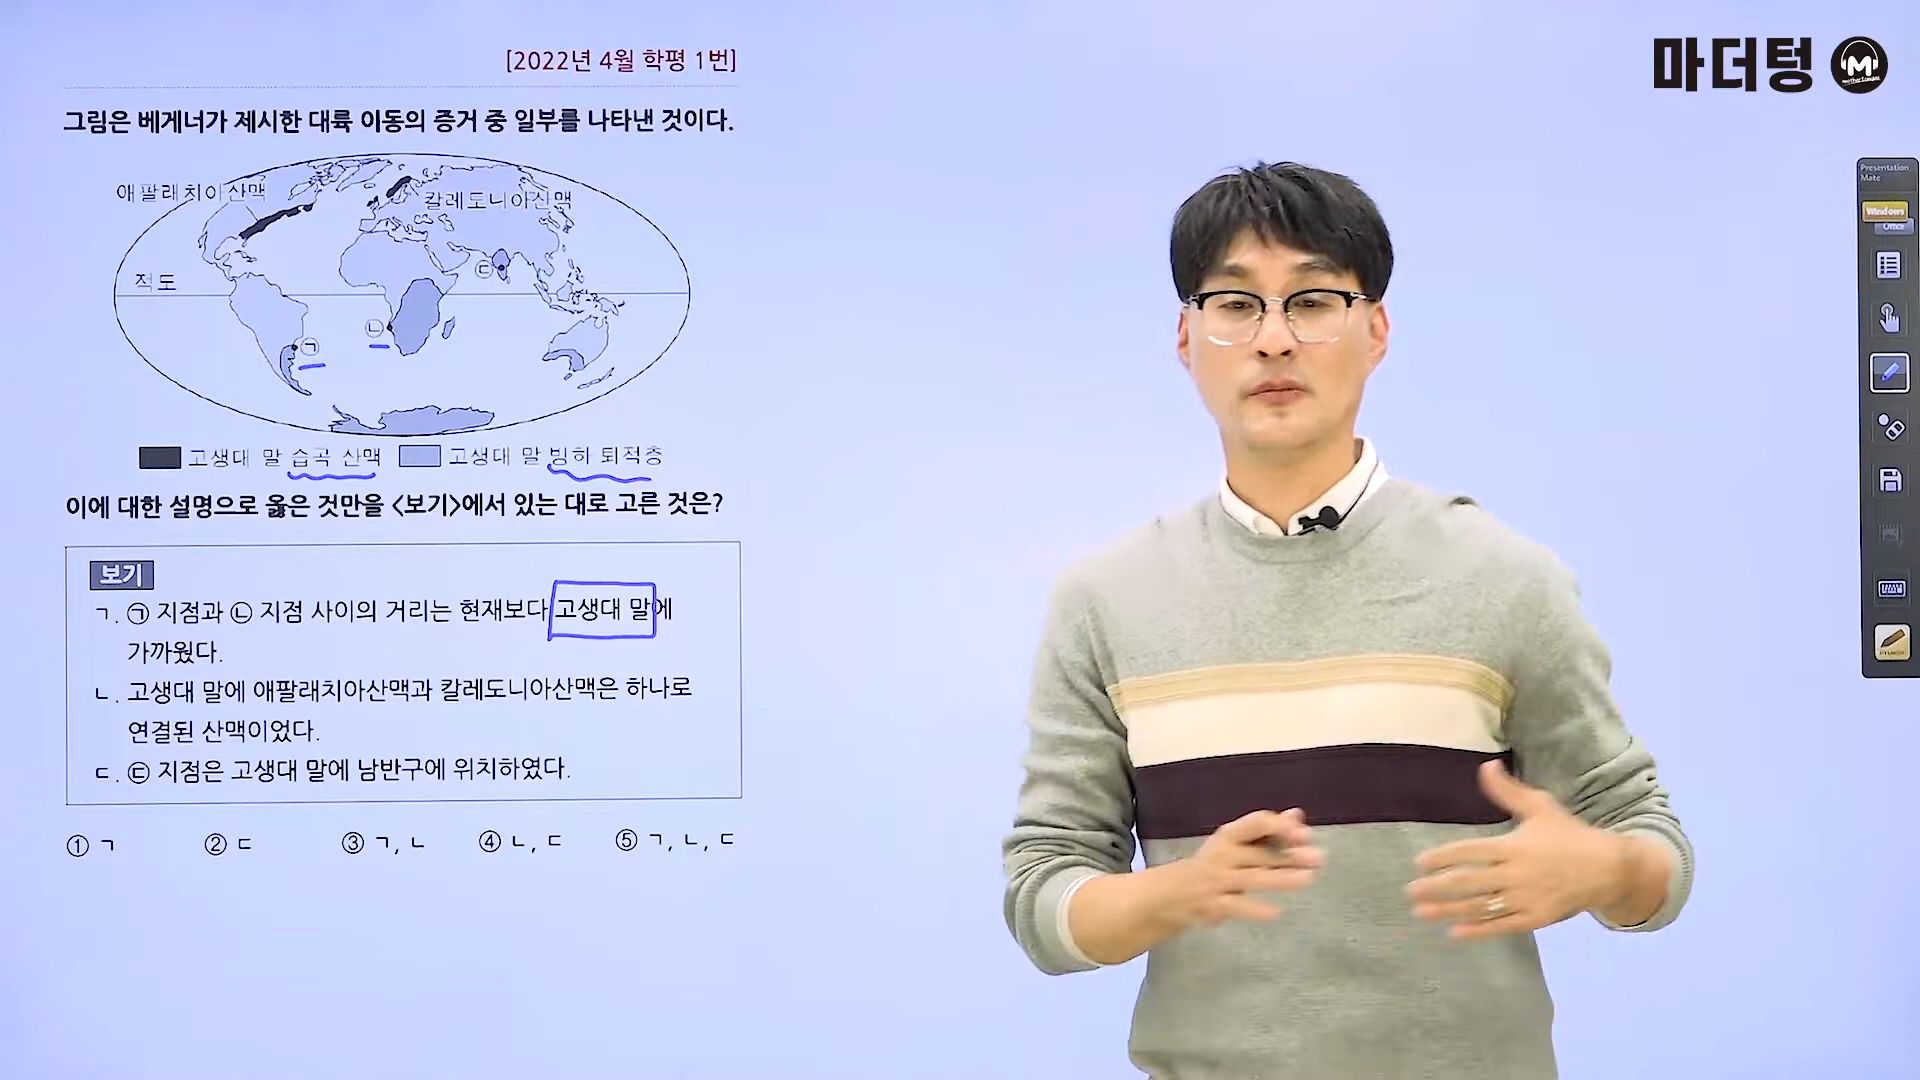 [2022년 4월 학평 1번]
마더텅
그림은 베게너가 제시한 대륙 이동의 증거 중 일부를 나타낸 것이다.
애팔래치아산맥
칼레도니아산맥
적도
㉢
㉡
㉠
고생대 말 습곡 산맥
고생대 말 빙하 퇴적층
이에 대한 설명으로 옳은 것만을 <보기>에서 있는 대로 고른 것은?
보기
ㄱ. ㉠ 지점과 ㉡ 지점 사이의 거리는 현재보다 고생대 말에
가까웠다.
ㄴ. 고생대 말에 애팔래치아산맥과 칼레도니아산맥은 하나로
연결된 산맥이었다.
ㄷ. ㉢ 지점은 고생대 말에 남반구에 위치하였다.
① ㄱ ② ㄷ ③ ㄱ, ㄴ ④ ㄴ, ㄷ ⑤ ㄱ, ㄴ, ㄷ
Presentation
Mate
Windows
Office